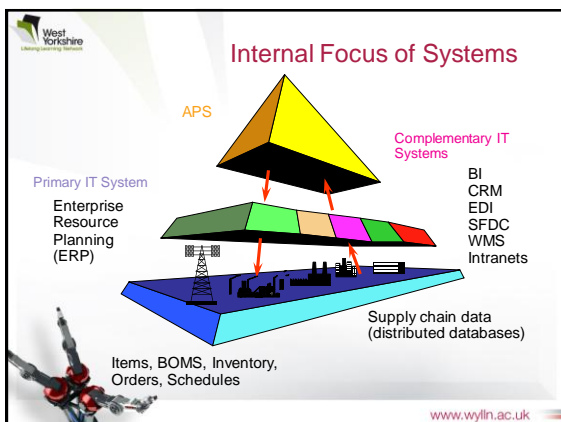 West
Yorkshire
Lifelong Learning Network
Internal Focus of Systems
APS
Complementary IT
Systems
Primary IT System
Enterprise
Resource
Planning
(ERP)
BI
CRM
EDI
SFDC
WMS
Intranets
Supply chain data
(distributed databases)
Items, BOMS, Inventory,
Orders, Schedules
www.wylln.ac.uk